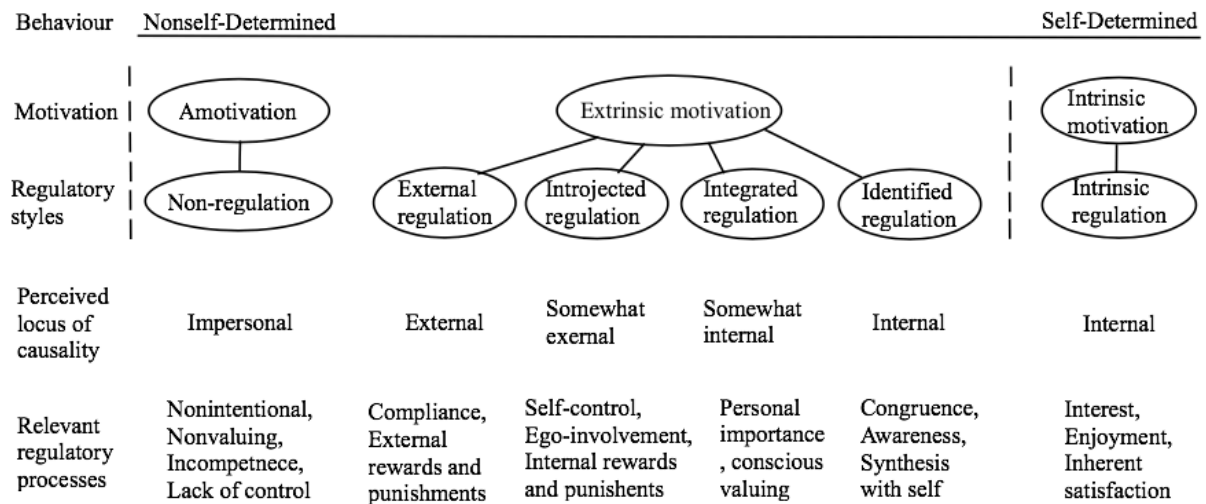 Behaviour Nonself-Determined Self-Determined
Motivation Amotivation Extrinsic motivation Intrinsic
motivation
Regulatory
styles
Non-regulation
External
regulation
Introjected
regulation
Integrated
regulation
Identified
regulation
Intrinsic
regulation
Perceived
locus of
causality
Impersonal
External
Somewhat
exernal
Somewhat
internal
Internal
Internal
Relevant
regulatory
processes
Nonintentional,
Nonvaluing,
Incompetnece,
Lack of control
Compliance,
External
rewards and
punishments
Self-control,
Ego-involvement,
Internal rewards
and punishents
Personal
importance
, conscious
valuing
Congruence,
Awareness,
Synthesis
with self
Interest,
Enjoyment,
Inherent
satisfaction